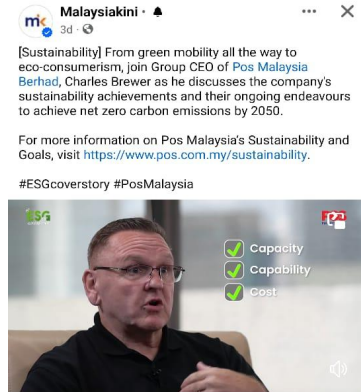 mk
Malaysiakini
3d
[Sustainability] From green mobility all the way to
eco-consumerism, join Group CEO of Pos Malaysia
Berhad, Charles Brewer as he discusses the company's
sustainability achievements and their ongoing endeavours
to achieve net zero carbon emissions by 2050.
For more information on Pos Malaysia's Sustainability and
Goals, visit https://www.pos.com.my/sustainability.
#ESGcoverstory #PosMalaysia
ESG
Capacity
Capability
Cost